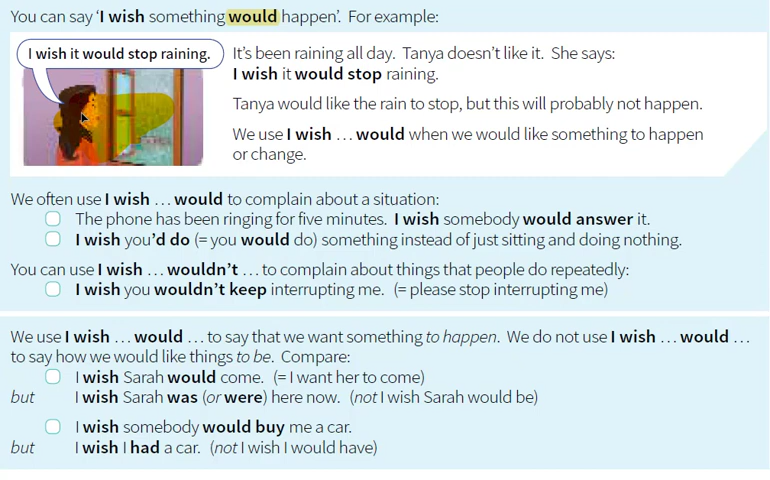 You can say ‘I wish something would happen’. For example:
I wish it would stop raining.
It’s been raining all day. Tanya doesn’t like it. She says:
I wish it would stop raining.
Tanya would like the rain to stop, but this will probably not happen.
We use I wish … would when we would like something to happen
or change.
We often use I wish … would to complain about a situation:
The phone has been ringing for five minutes. I wish somebody would answer it.
I wish you’d do (= you would do) something instead of just sitting and doing nothing.
You can use I wish … wouldn’t … to complain about things that people do repeatedly:
I wish you wouldn’t keep interrupting me. (= please stop interrupting me)
We use I wish … would … to say that we want something to happen. We do not use I wish … would …
to say how we would like things to be. Compare:
I wish Sarah would come. (= I want her to come)
but I wish Sarah was (or were) here now. (not I wish Sarah would be)
I wish somebody would buy me a car.
but I wish I had a car. (not I wish I would have)